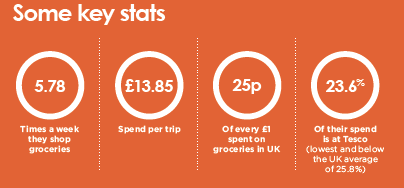 Some key stats
5.78
Times a week
they shop
groceries
£13.85
Spend per trip
25p
Of every £1
spent on
groceries in UK
23.6%
Of their spend
is at Tesco
(lowest and below
the UK average
of 25.8%)